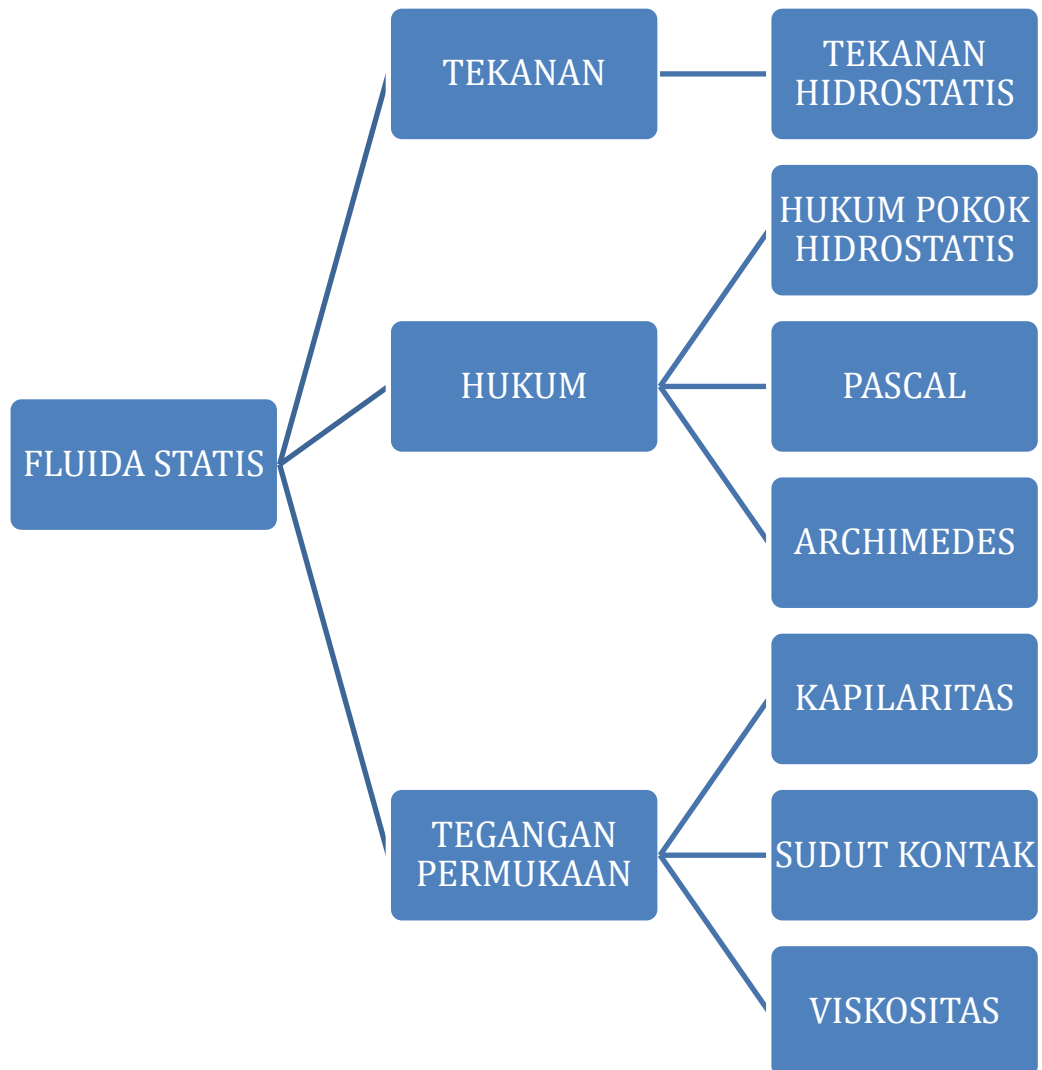 FLUIDA STATIS
TEKANAN
TEKANAN
HIDROSTATIS
HUKUM
HUKUM POKOK
HIDROSTATIS
PASCAL
ARCHIMEDES
TEGANGAN
PERMUKAAN
KAPILARITAS
SUDUT KONTAK
VISKOSITAS